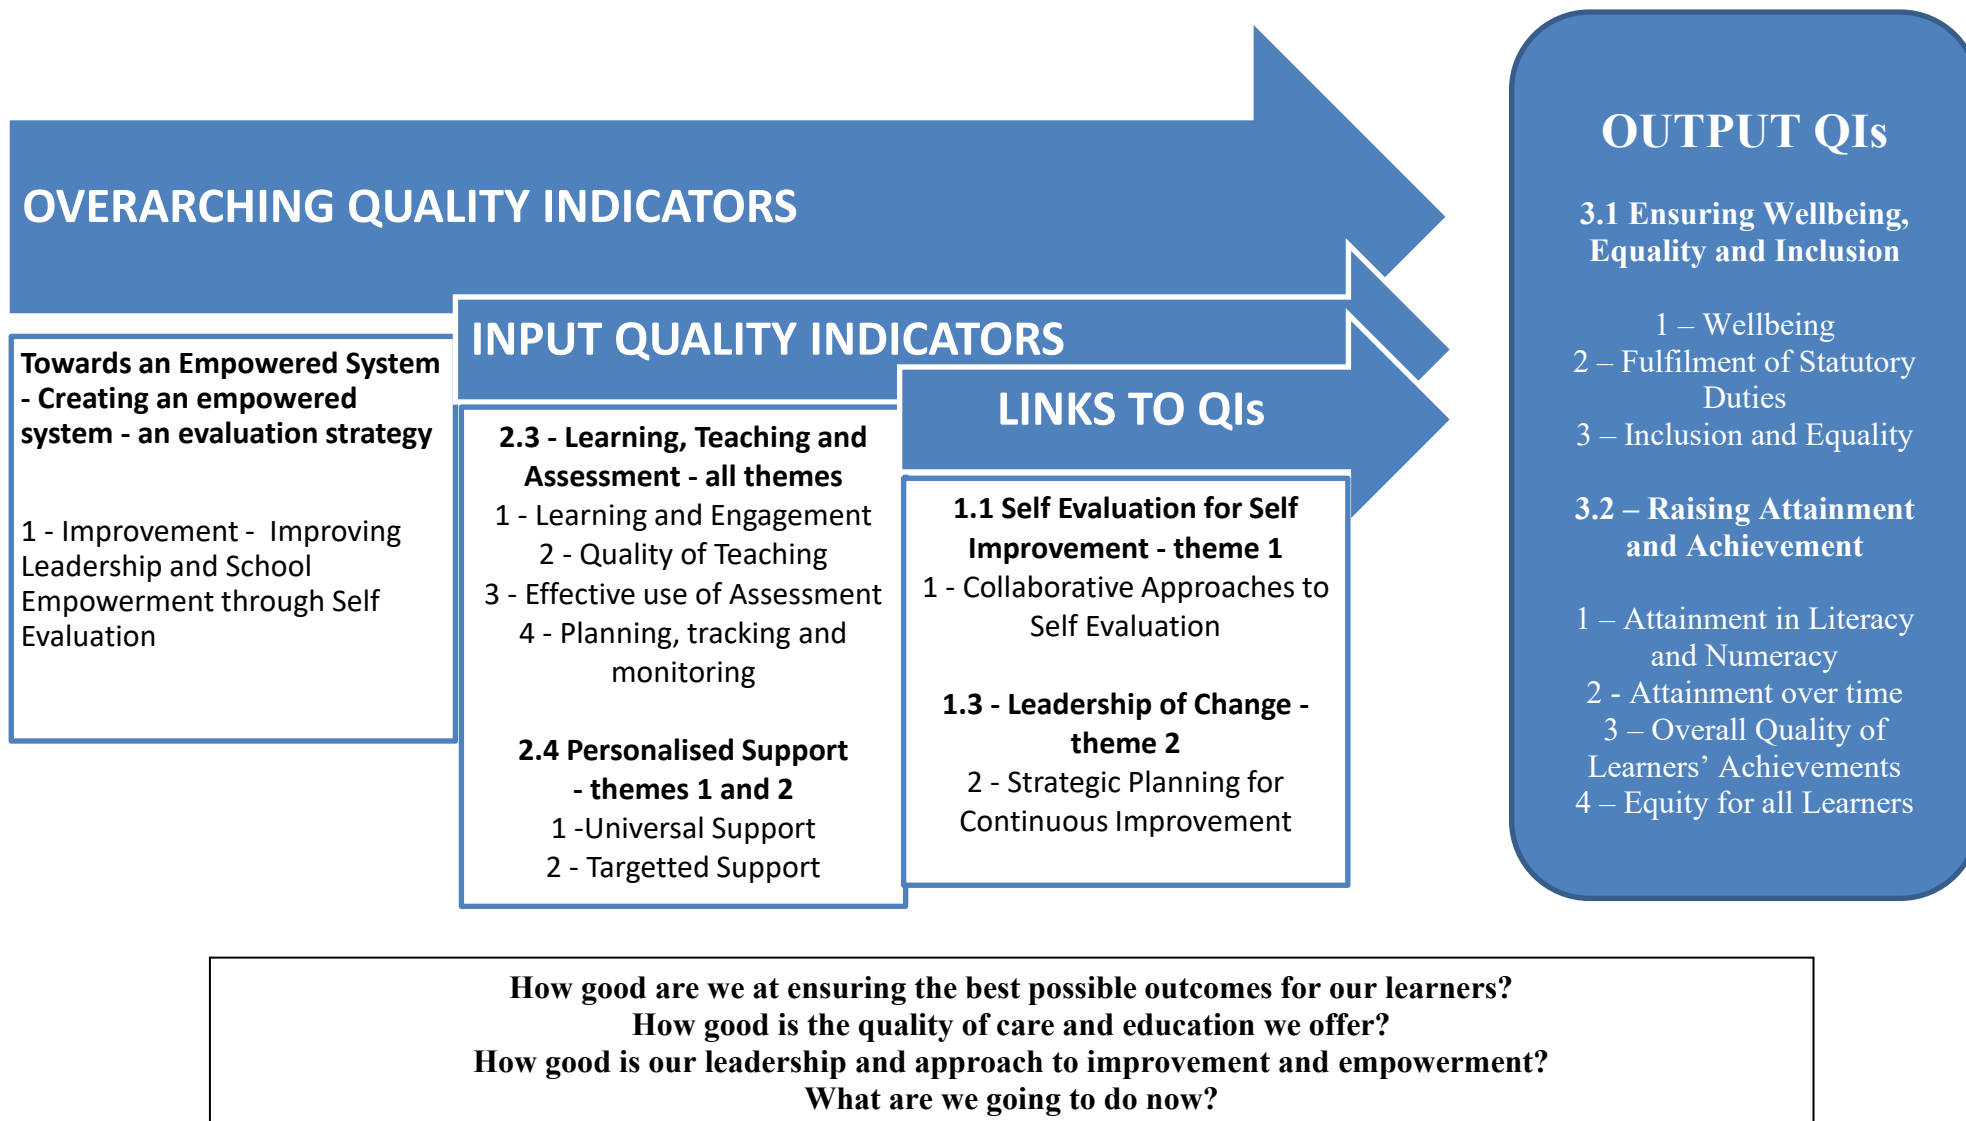 OVERARCHING QUALITY INDICATORS
Towards an Empowered System
- Creating an empowered
system - an evaluation strategy
1 - Improvement -  Improving
Leadership and School
Empowerment through Self
Evaluation
INPUT QUALITY INDICATORS
2.3 - Learning, Teaching and
Assessment - all themes
1 - Learning and Engagement
2 - Quality of Teaching
3 - Effective use of Assessment
4 - Planning, tracking and
monitoring
2.4 Personalised Support
- themes 1 and 2
1 -Universal Support
2 - Targetted Support
LINKS TO QIs
1.1 Self Evaluation for Self
Improvement - theme 1
1 - Collaborative Approaches to
Self Evaluation
1.3 - Leadership of Change -
theme 2
2 - Strategic Planning for
Continuous Improvement
OUTPUT QIs
3.1 Ensuring Wellbeing,
Equality and Inclusion
1 – Wellbeing
2 – Fulfilment of Statutory
Duties
3 – Inclusion and Equality
3.2 – Raising Attainment
and Achievement
1 – Attainment in Literacy
and Numeracy
2 - Attainment over time
3 – Overall Quality of
Learners’ Achievements
4 – Equity for all Learners
How good are we at ensuring the best possible outcomes for our learners?
How good is the quality of care and education we offer?
How good is our leadership and approach to improvement and empowerment?
What are we going to do now?